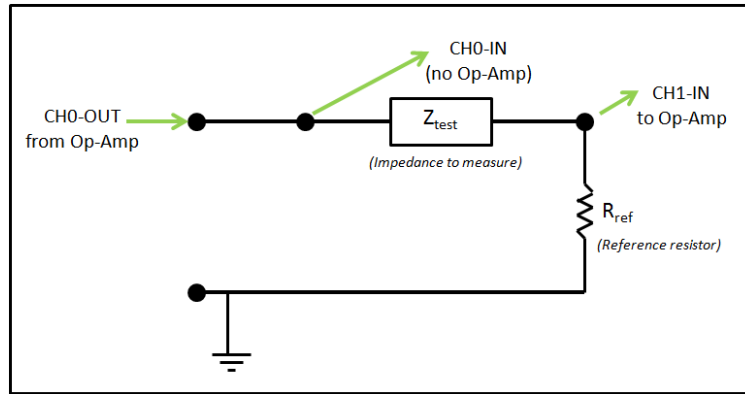 CH0-IN
(no Op-Amp)
CH0-OUT
from Op-Amp
CH1-IN
to Op-Amp
Ztest
(Impedance to measure)
Rref
(Reference resistor)